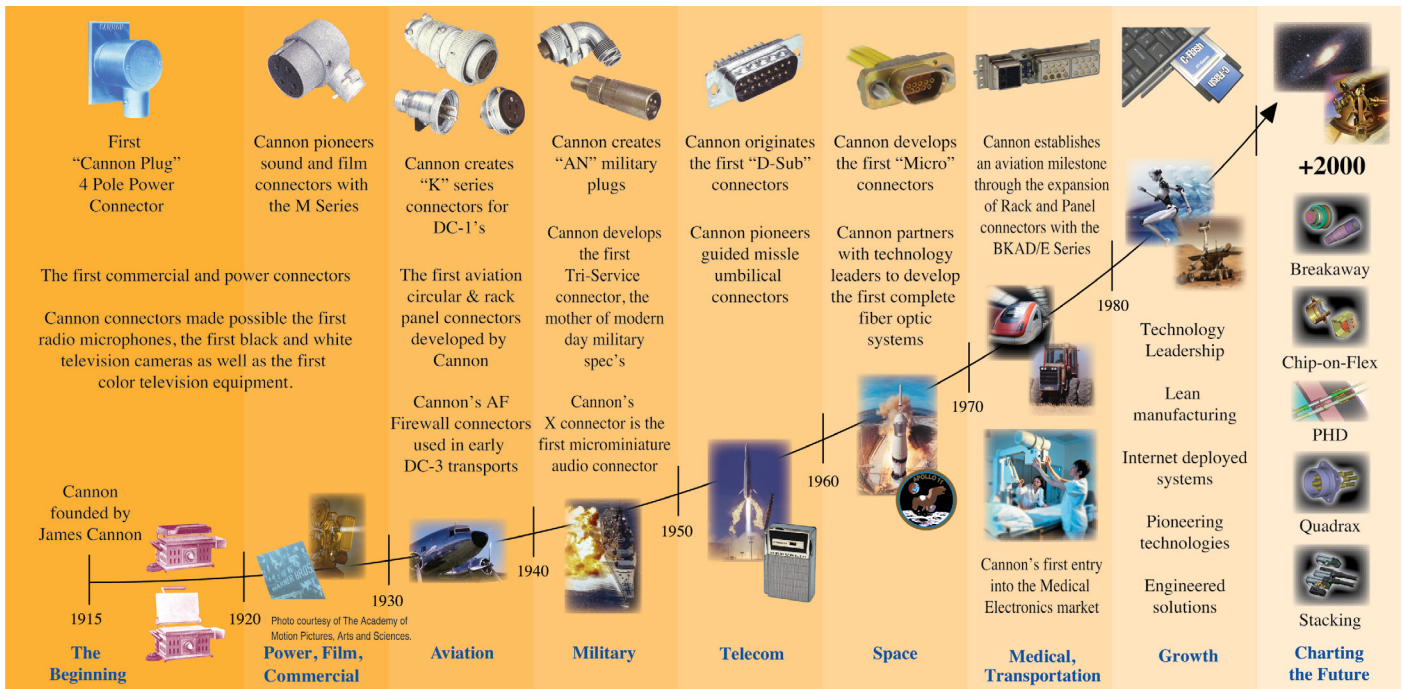 CANNON
First
“Cannon Plug”
4 Pole Power
Connector
Cannon pioneers
sound and film
connectors with
the M Series
The first commercial and power connectors
Cannon connectors made possible the first
radio microphones, the first black and white
television cameras as well as the first
color television equipment.
Cannon
founded by
James Cannon
1915
The
Beginning
1920
WARNER BROS
Photo courtesy of The Academy of
Motion Pictures, Arts and Sciences.
Power, Film,
Commercial
Cannon creates
“K” series
connectors for
DC-1’s
The first aviation
circular & rack
panel connectors
developed by
Cannon
Cannon’s AF
Firewall connectors
used in early
DC-3 transports
1930
Aviation
Cannon creates
“AN” military
plugs
Cannon develops
the first
Tri-Service
connector, the
mother of modern
day military
spec’s
Cannon’s
X connector is the
first microminiature
audio connector
1940
Military
Cannon originates
the first “D-Sub”
connectors
Cannon pioneers
guided missle
umbilical
connectors
1950
Telecom
Cannon develops
the first “Micro”
connectors
Cannon partners
with technology
leaders to develop
the first complete
fiber optic
systems
1960
APOLLO 11
Space
Cannon establishes
an aviation milestone
through the expansion
of Rack and Panel
connectors with the
BKAD/E Series
1970
Cannon’s first entry
into the Medical
Electronics market
Medical,
Transportation
C-Flash
C-Flash
1980
Technology
Leadership
Lean
manufacturing
Internet deployed
systems
Pioneering
technologies
Engineered
solutions
Growth
+2000
Breakaway
Chip-on-Flex
PHD
Quadrax
Stacking
Charting
the Future